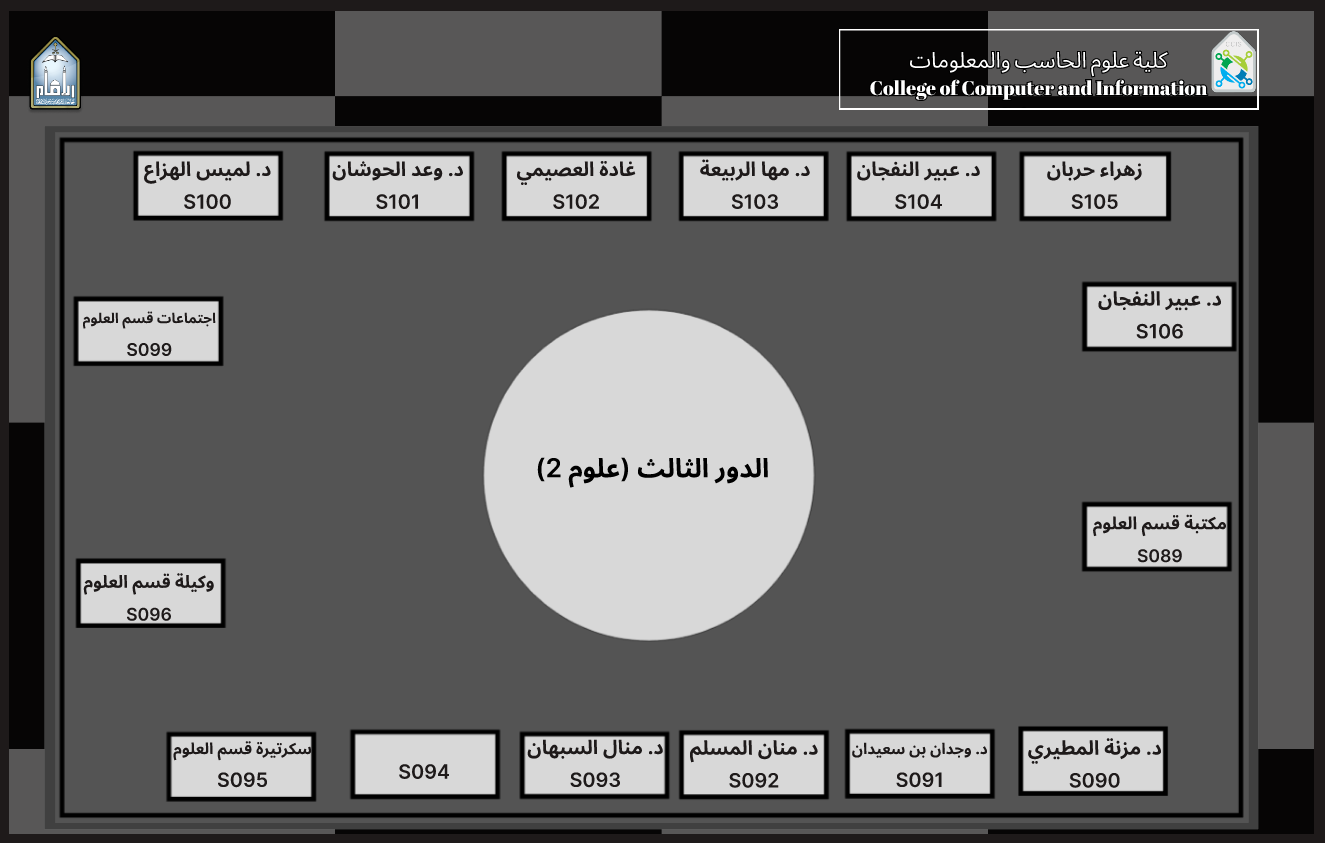 كلية علوم الحاسب والمعلومات
College of Computer and Information
د. لميس الهزاع
S100
د. وعد الحوشان
S101
غادة العصيمي
S102
د. مها الربيعة
S103
د. عبير النفجان
S104
زهراء حربان
S105
اجتماعات قسم العلوم
S099
د. عبير النفجان
S106
الدور الثالث (علوم 2)
مكتبة قسم العلوم
S089
وكيلة قسم العلوم
S096
سكرتيرة قسم العلوم
S095
S094
د. منال السبهان
S093
د. منان المسلم
S092
د. وجدان بن سعيدان
S091
د. مزنة المطيري
S090